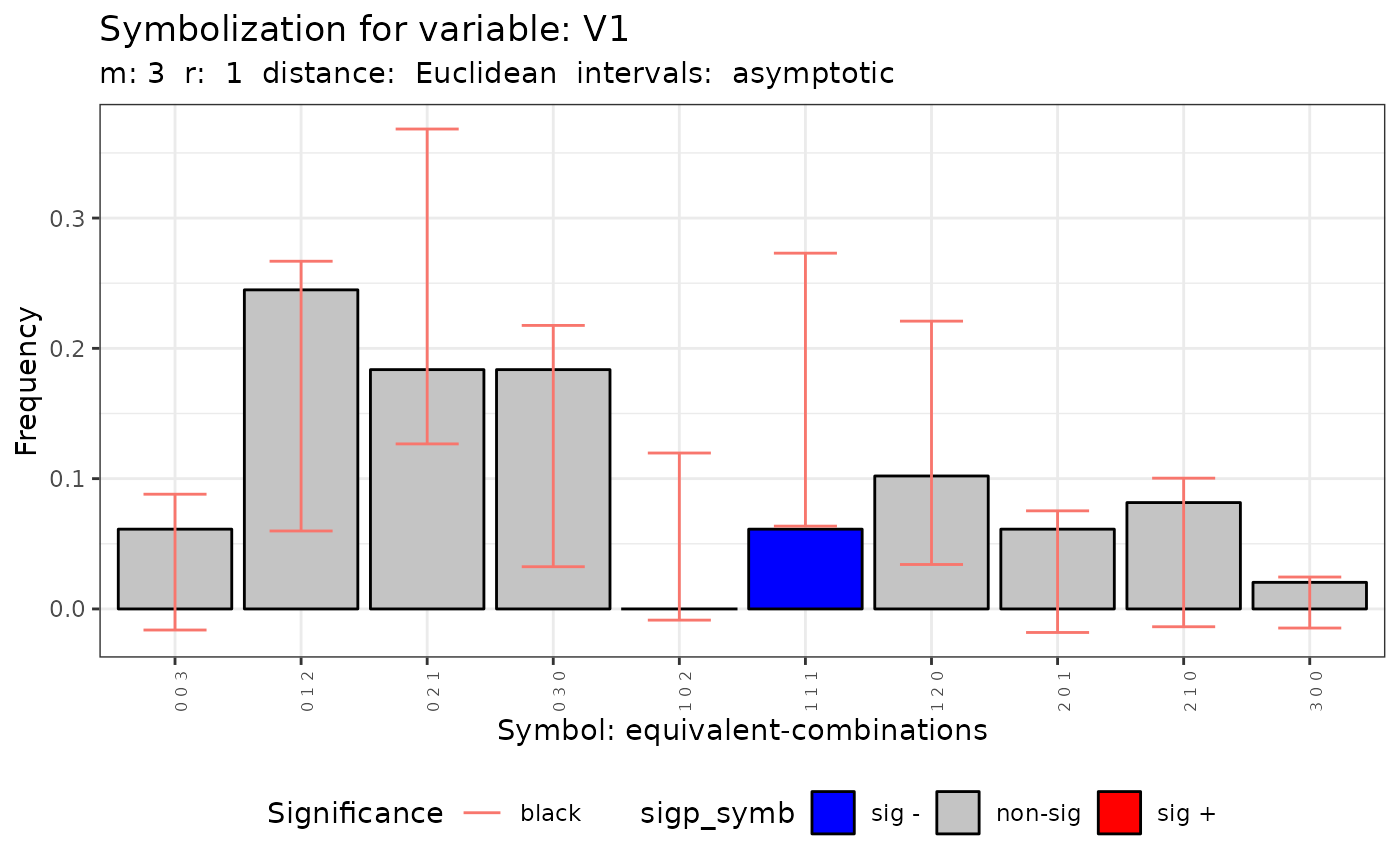 Symbolization for variable: V1
m: 3 r: 1 distance: Euclidean intervals: asymptotic
Frequency
0.3
0.2
0.1
0.0
0 0 3
0 1 2
0 2 1
0 3 0
1 0 2
1 1 1
1 2 0
2 0 1
2 1 0
3 0 0
Symbol: equivalent-combinations
Significance black sigp_symb sig - non-sig sig +